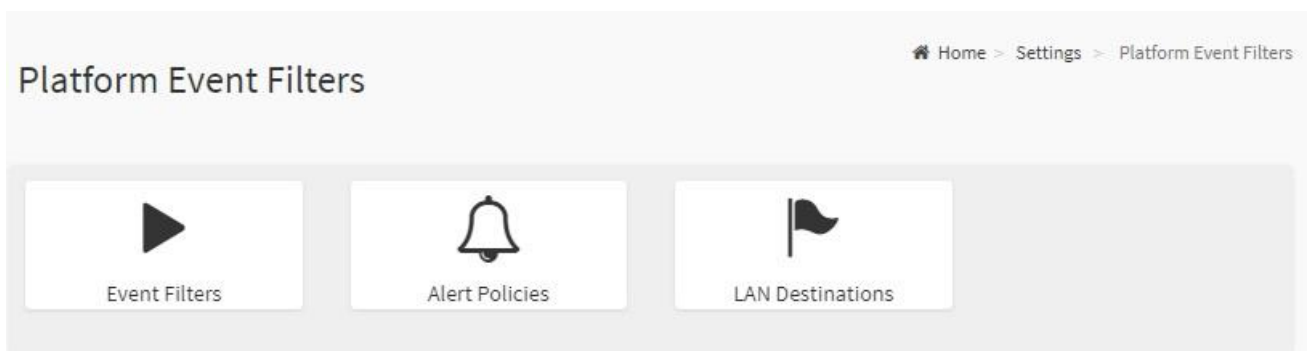 Home > Settings > Platform Event Filters
Platform Event Filters
Event Filters
Alert Policies
LAN Destinations